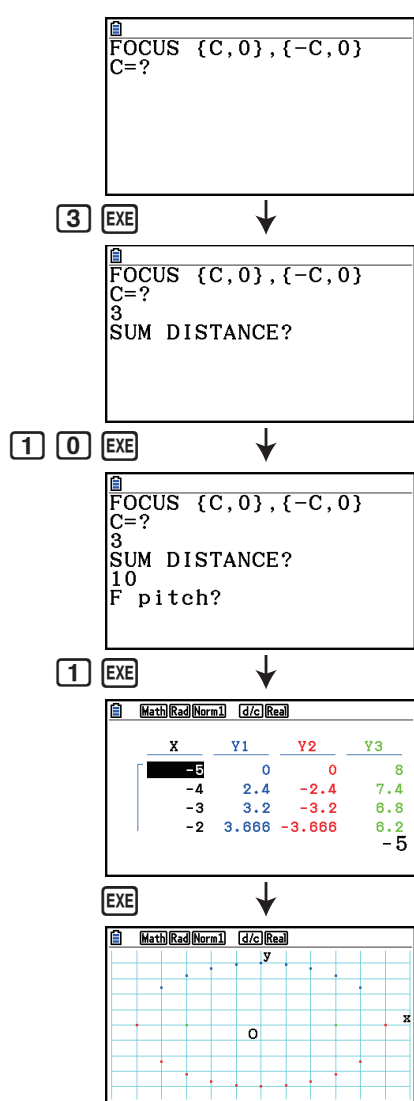 FOCUS {C,0},{-C,0}
C=?
3 EXE
FOCUS {C,0},{-C,0}
C=?
3
SUM DISTANCE?
1 0 EXE
FOCUS {C,0},{-C,0}
C=?
3
SUM DISTANCE?
10
F pitch?
1 EXE
Math Rad Norm1 d/c Real
X Y1 Y2 Y3
-5 0 0 8
-4 2.4 -2.4 7.4
-3 3.2 -3.2 6.8
-2 3.666 -3.666 6.2
-5
EXE
Math Rad Norm1 d/c Real
y
x
O